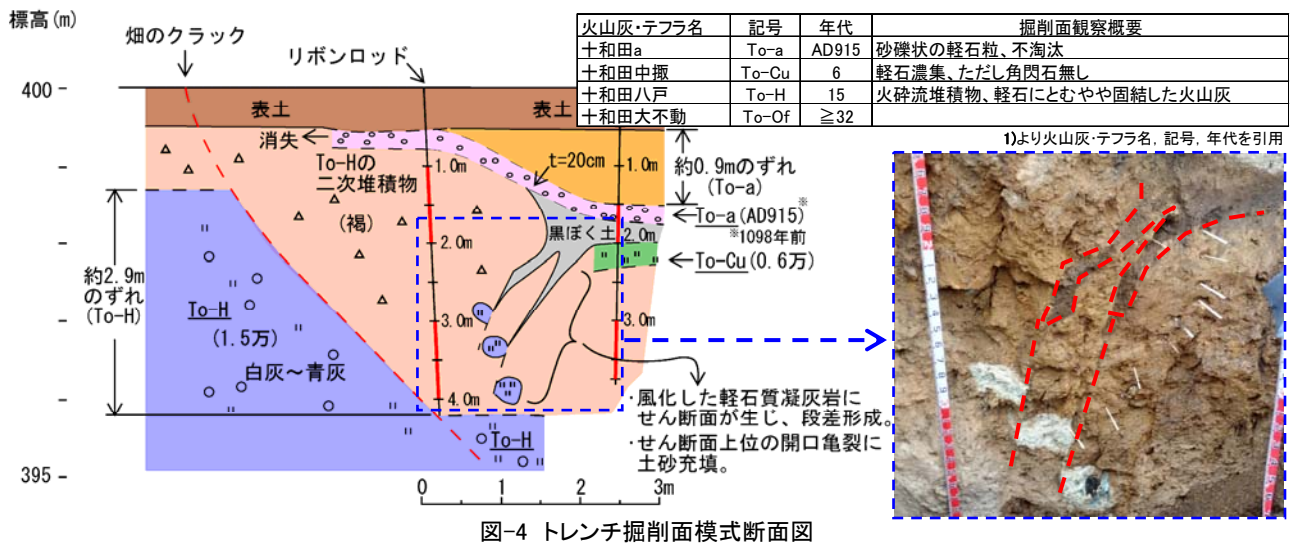 標高(m)
畑のクラック
リボンロッド
火山灰・テフラ名 記号 年代 掘削面観察概要
十和田a To-a AD915 砂礫状の軽石粒、不淘汰
十和田中掫 To-Cu 6 軽石濃集、ただし角閃石無し
十和田八戸 To-H 15 火砕流堆積物、軽石にとむやや固結した火山灰
十和田大不動 To-Of ≧32
1)より火山灰・テフラ名, 記号, 年代を引用
400
表土
表土
消失
To-Hの
二次堆積物
(褐)
1.0m
t=20cm
1.0m
約0.9mのずれ
(To-a)
To-a(AD915)※
※1098年前
黒ぼく土
2.0m
2.0m
To-Cu(0.6万)
約2.9m
のずれ
(To-H)
To-H
(1.5万)
白灰～青灰
3.0m
3.0m
4.0m
・風化した軽石質凝灰岩に
せん断面が生じ、段差形成。
・せん断面上位の開口亀裂に
土砂充填。
To-H
395
0 1 2 3m
図-4 トレンチ掘削面模式断面図